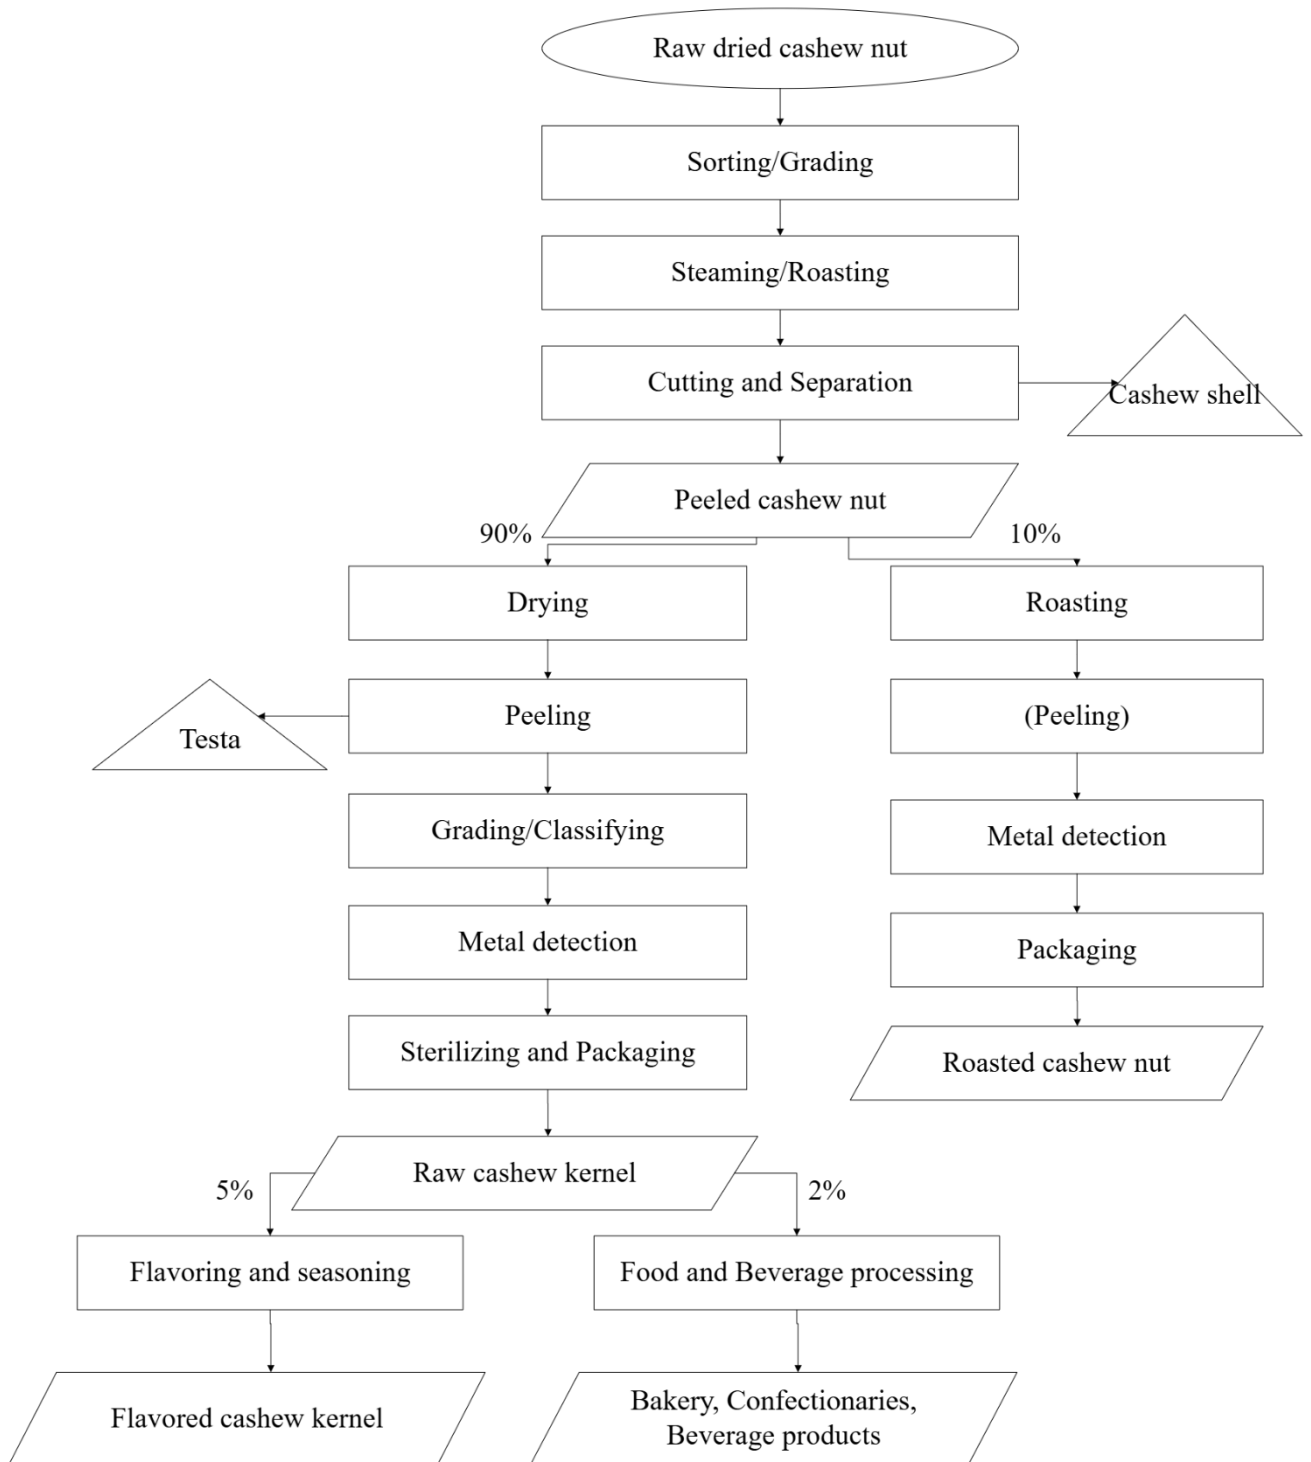 Raw dried cashew nut
Sorting/Grading
Steaming/Roasting
Cutting and Separation
Cashew shell
Peeled cashew nut
90%
10%
Drying
Roasting
Testa
Peeling
(Peeling)
Grading/Classifying
Metal detection
Metal detection
Packaging
Sterilizing and Packaging
Roasted cashew nut
Raw cashew kernel
5%
2%
Flavoring and seasoning
Food and Beverage processing
Flavored cashew kernel
Bakery, Confectionaries,
Beverage products